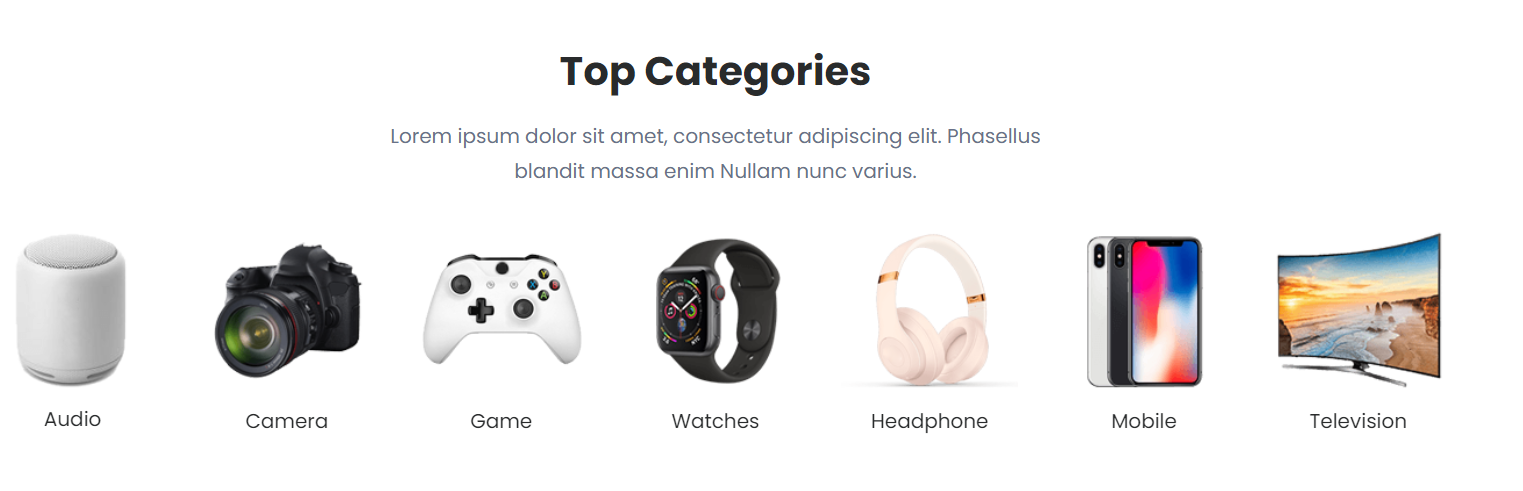 Top Categories
Lorem ipsum dolor sit amet, consectetur adipiscing elit. Phasellus
blandit massa enim Nullam nunc varius.
Audio
Camera
Game
Watches
Headphone
Mobile
Television